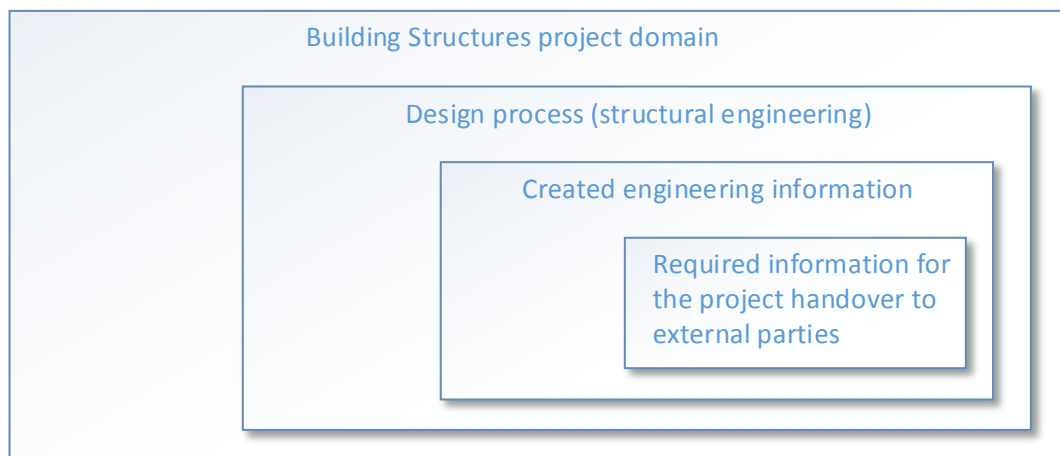 Building Structures project domain
Design process (structural engineering)
Created engineering information
Required information for
the project handover to
external parties